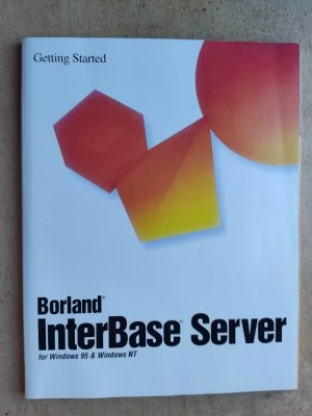 Getting Started
Borland®
InterBase® Server
for Windows 95 & Windows NT